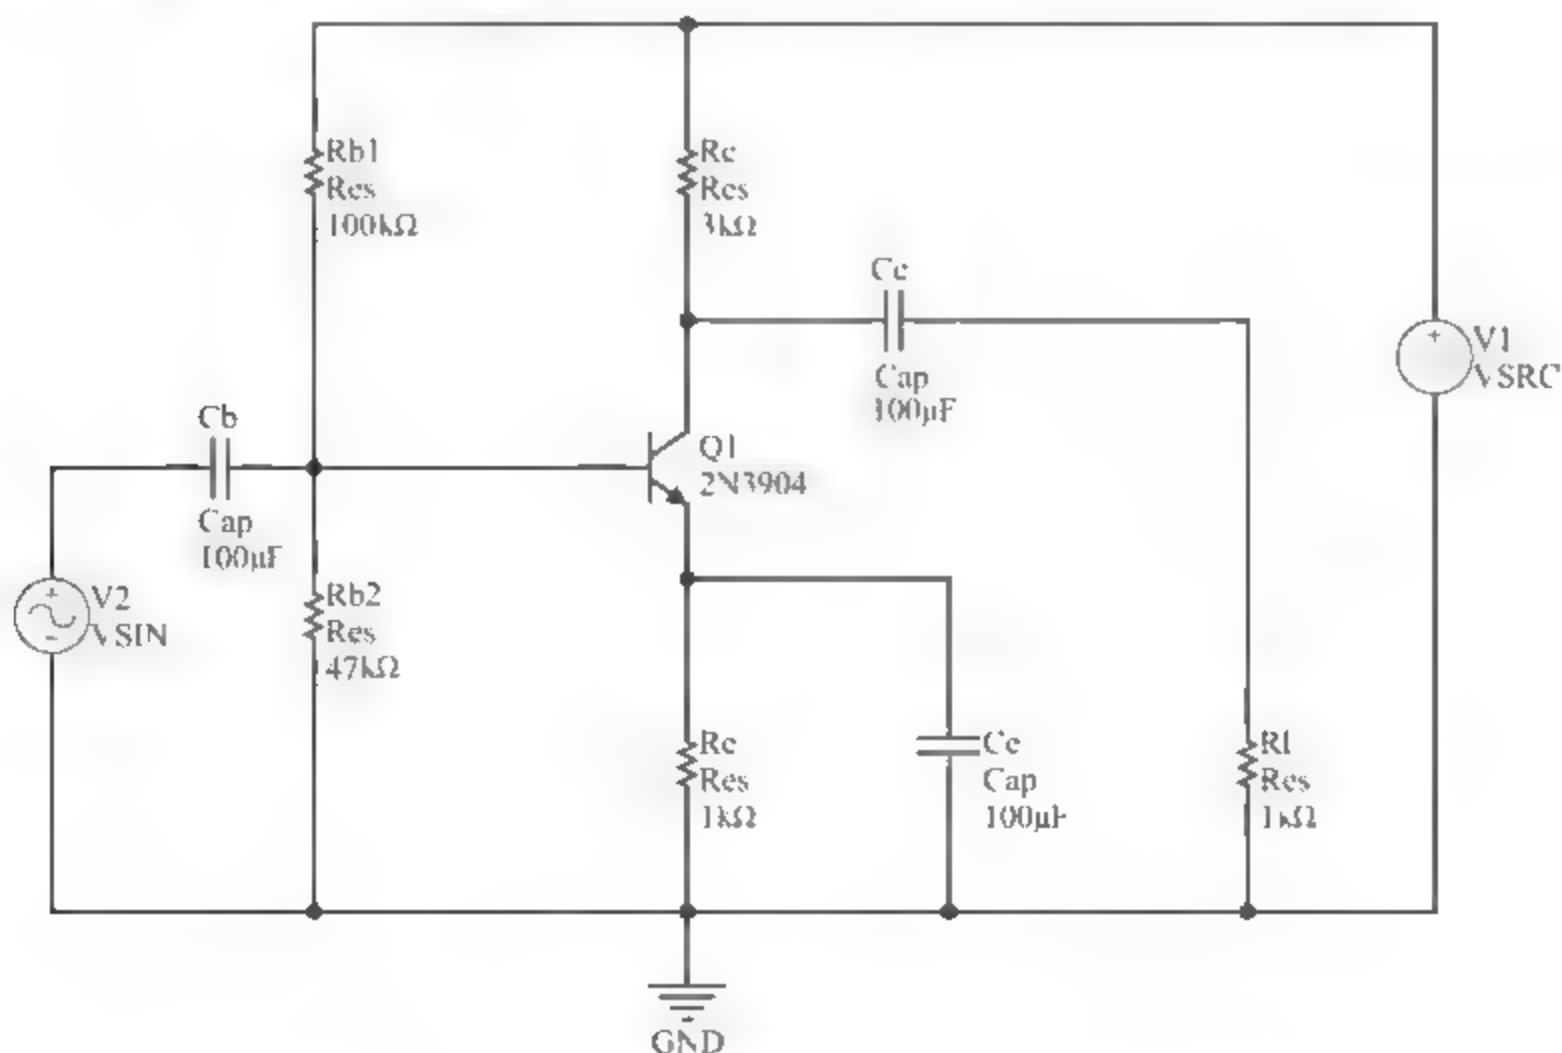 Rb1
Res
100kΩ
Rc
Res
3kΩ
Cc
Cap
100μF
V1
VSRC
Cb
Cap
100μF
Q1
2N3904
V2
VSIN
Rb2
Res
47kΩ
Re
Res
1kΩ
Ce
Cap
100μF
Rl
Res
1kΩ
GND